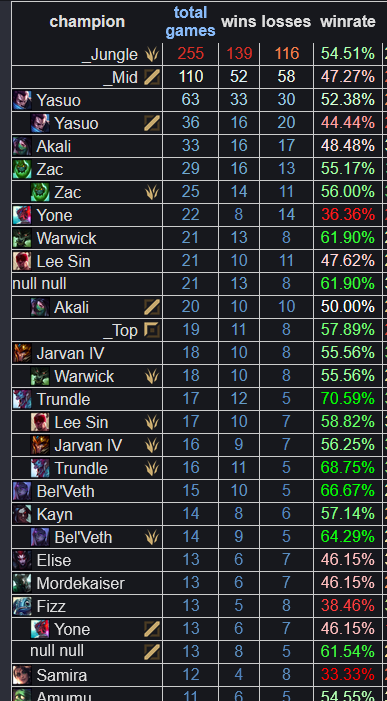 champion total games wins losses winrate
_Jungle 255 139 116 54.51%
_Mid 110 52 58 47.27%
Yasuo 63 33 30 52.38%
Yasuo 36 16 20 44.44%
Akali 33 16 17 48.48%
Zac 29 16 13 55.17%
Zac 25 14 11 56.00%
Yone 22 8 14 36.36%
Warwick 21 13 8 61.90%
Lee Sin 21 10 11 47.62%
null null 21 13 8 61.90%
Akali 20 10 10 50.00%
_Top 19 11 8 57.89%
Jarvan IV 18 10 8 55.56%
Warwick 18 10 8 55.56%
Trundle 17 12 5 70.59%
Lee Sin 17 10 7 58.82%
Jarvan IV 16 9 7 56.25%
Trundle 16 11 5 68.75%
Bel'Veth 15 10 5 66.67%
Kayn 14 8 6 57.14%
Bel'Veth 14 9 5 64.29%
Elise 13 6 7 46.15%
Mordekaiser 13 6 7 46.15%
Fizz 13 5 8 38.46%
Yone 13 6 7 46.15%
null null 13 8 5 61.54%
Samira 12 4 8 33.33%
Amumu 11 6 5 54.55%